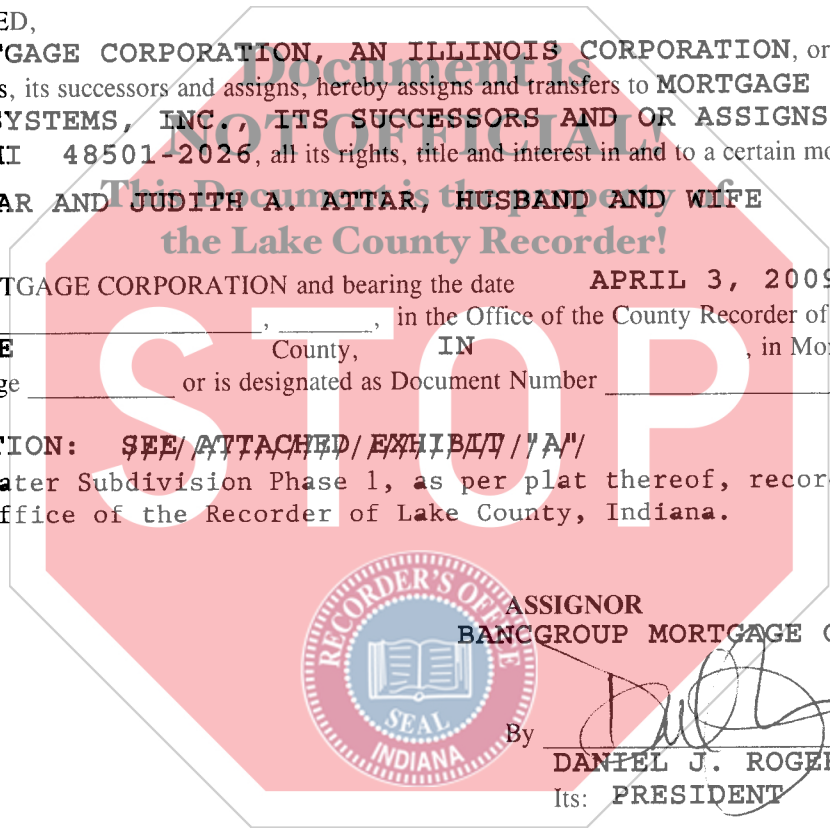 ED,
TGAGE CORPORATION, AN ILLINOIS CORPORATION, or
Document is
s, its successors and assigns, hereby assigns and transfers to MORTGAGE
SYSTEMS, INC., ITS SUCCESSORS AND OR ASSIGNS
NOT OFFICIAL!
MI 48501-2026, all its rights, title and interest in and to a certain mo
This Document is the property of
AR AND JUDITH A. ATTAR, HUSBAND AND WIFE
the Lake County Recorder!
TGAGE CORPORATION and bearing the date APRIL 3, 2009
, , in the Office of the County Recorder of
E County, IN , in Mor
ge or is designated as Document Number
STOP
TION: SEE ATTACHED EXHIBIT "A"
ater Subdivision Phase 1, as per plat thereof, recor
ffice of the Recorder of Lake County, Indiana.
RECORDER'S OFFICE
SEAL
INDIANA
ASSIGNOR
BANCGROUP MORTGAGE C
By
DANIEL J. ROGER
Its: PRESIDENT